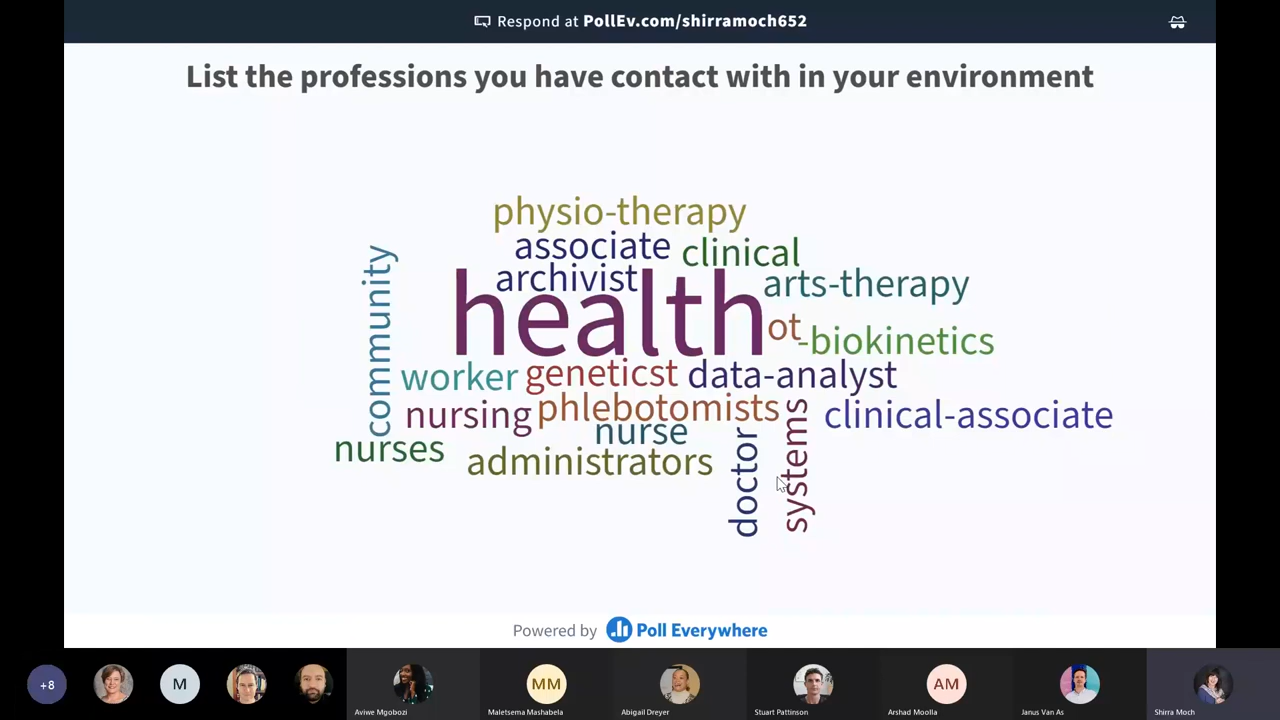 Respond at PollEv.com/shirramoch652
List the professions you have contact with in your environment
physio-therapy
associate clinical
archivist
arts-therapy
community
health
ot
-biokinetics
worker geneticst data-analyst
nursing phlebotomists
clinical-associate
nurse
nurses
administrators
doctor
systems
Powered by Poll Everywhere
+8
M
MM
AM
Aviwe Mgobozi
Maletsema Mashabela
Abigail Dreyer
Stuart Pattinson
Arshad Moolla
Janus Van As
Shirra Moch